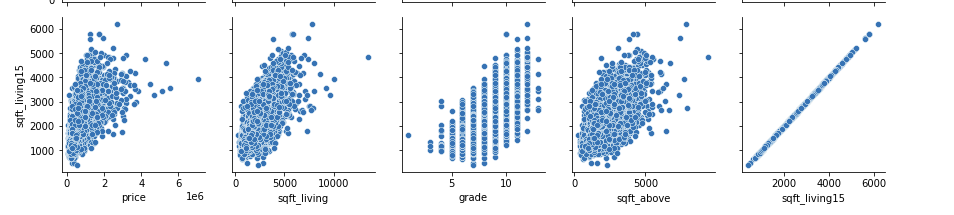 0
6000
5000
4000
3000
2000
1000
sqft_living15
0 2 4 6 0 5000 10000 5 10 0 5000 2000 4000 6000
price 1e6 sqft_living grade sqft_above sqft_living15